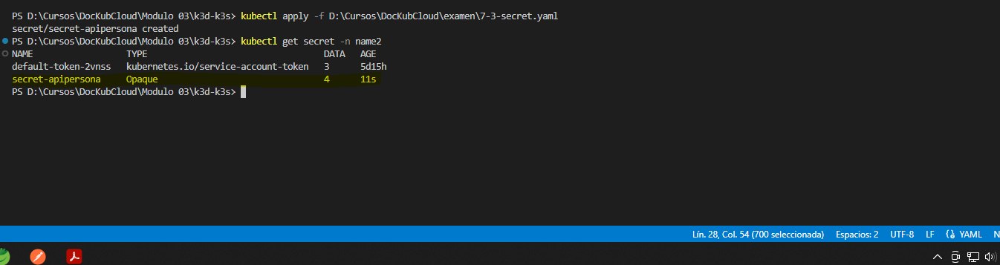 PS D:\Cursos\DocKubCloud\Modulo 03\k3d-k3s> kubectl apply -f D:\Cursos\DocKubCloud\examen\7-3-secret.yaml
secret/secret-apipersona created
PS D:\Cursos\DocKubCloud\Modulo 03\k3d-k3s> kubectl get secret -n name2
NAME TYPE DATA AGE
default-token-2vnss kubernetes.io/service-account-token 3 5d15h
secret-apipersona Opaque 4 11s
PS D:\Cursos\DocKubCloud\Modulo 03\k3d-k3s>
Lín. 28, Col. 54 (700 seleccionada) Espacios: 2 UTF-8 LF YAML N